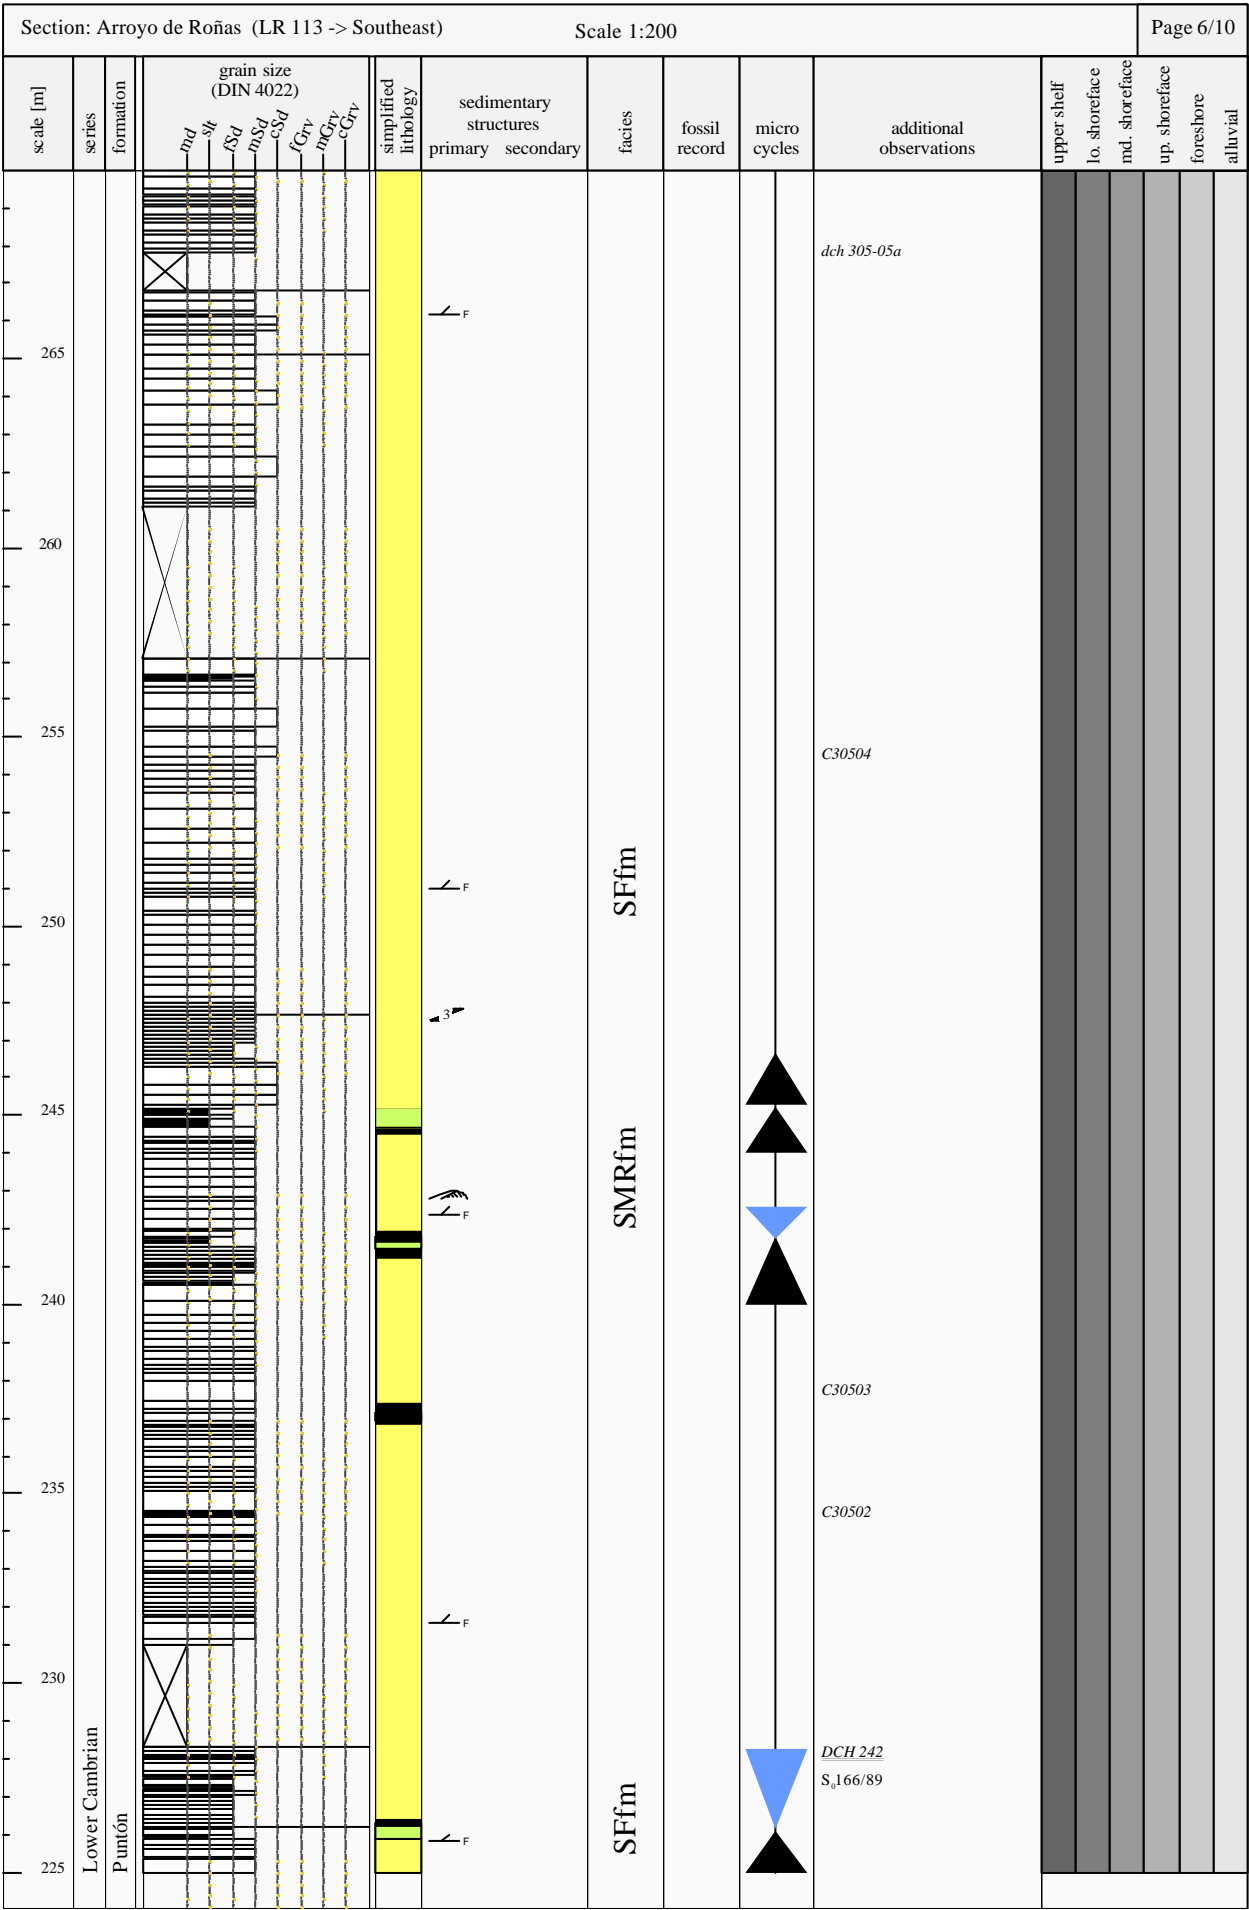 Section: Arroyo de Roñas (LR 113 -> Southeast)
Scale 1:200
Page 6/10
scale [m]
series
formation
grain size
(DIN 4022)
md
slt
fSd
mSd
cSd
fGrv
mGrv
cGrv
simplified
lithology
sedimentary
structures
primary secondary
facies
fossil
record
micro
cycles
additional
observations
upper shelf
lo. shoreface
md. shoreface
up. shoreface
foreshore
alluvial
dch 305-05a
F
265
260
255
C30504
SFfm
F
250
3
245
SMRfm
F
240
C30503
235
C30502
F
230
Lower Cambrian
Puntón
DCH 242
S₀166/89
SFfm
F
225